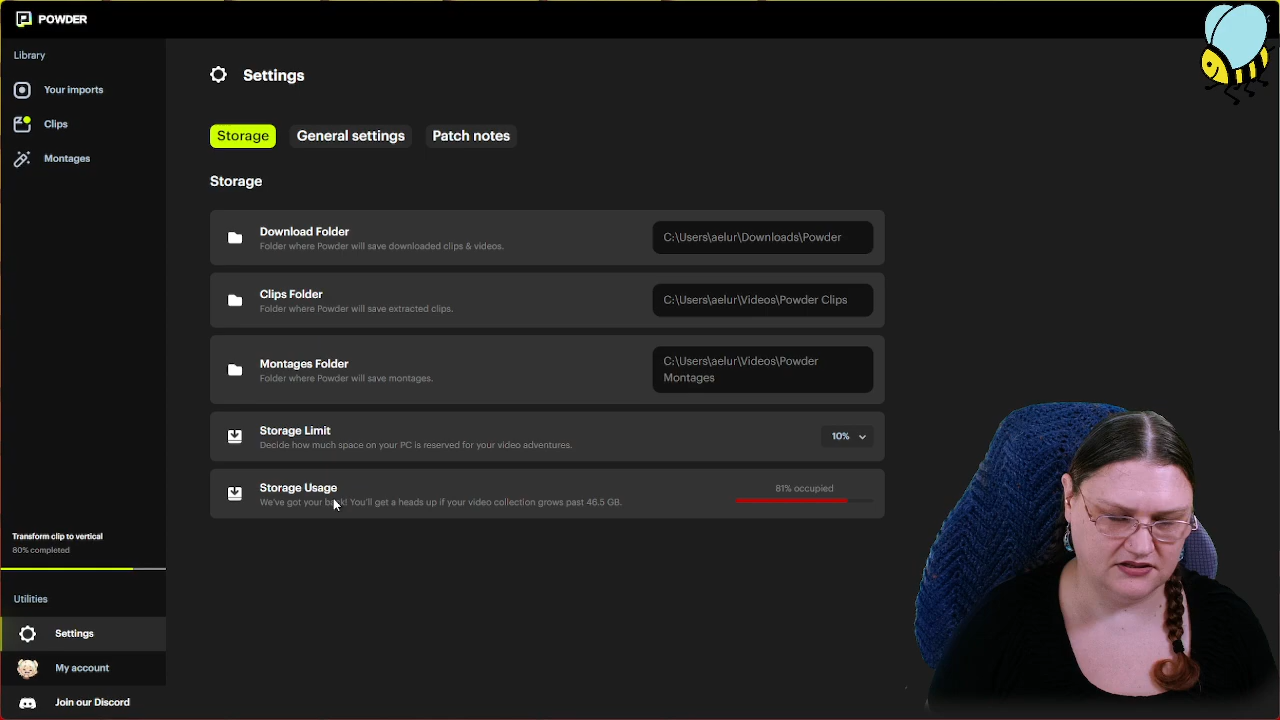 POWDER
Library
Your imports
Clips
Montages
Transform clip to vertical
80% completed
Utilities
Settings
My account
Join our Discord
Settings
Storage
General settings
Patch notes
Storage
Download Folder
Folder where Powder will save downloaded clips & videos.
C:\Users\aelur\Downloads\Powder
Clips Folder
Folder where Powder will save extracted clips.
C:\Users\aelur\Videos\Powder Clips
Montages Folder
Folder where Powder will save montages.
C:\Users\aelur\Videos\Powder
Montages
Storage Limit
Decide how much space on your PC is reserved for your video adventures.
10%
Storage Usage
We've got your back! You'll get a heads up if your video collection grows past 46.5 GB.
81% occupied